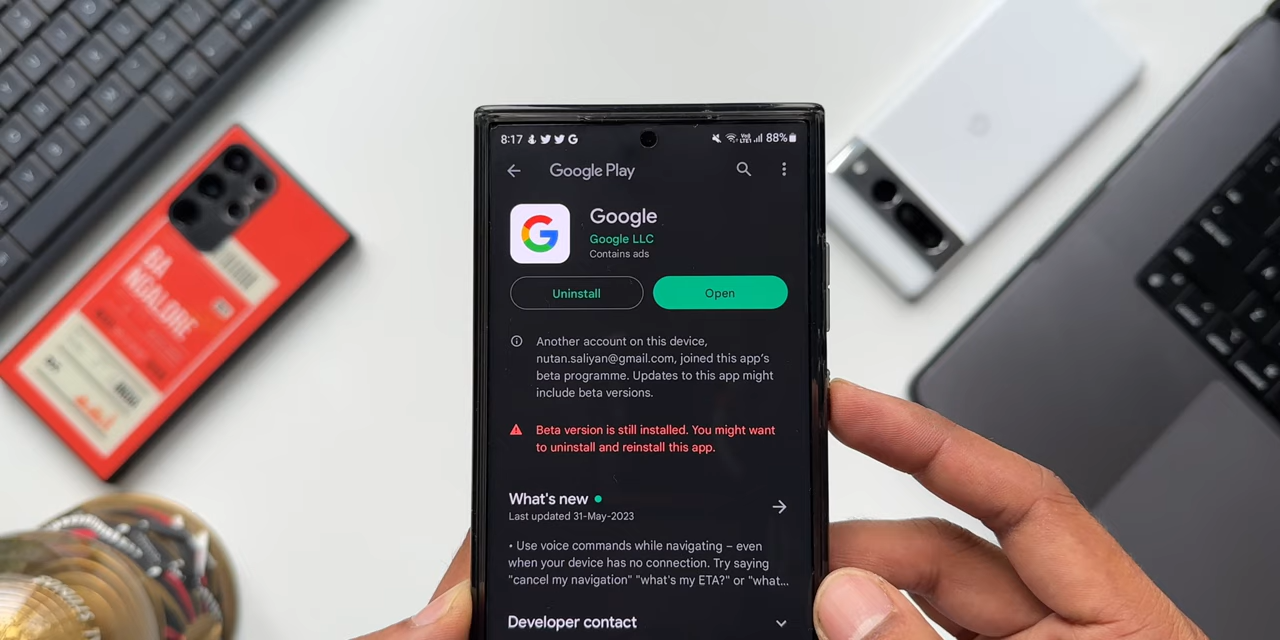 8:17
88%
Google Play
Google
Google LLC
Contains ads
Uninstall
Open
Another account on this device,
nutan.saliyan@gmail.com, joined this app's
beta programme. Updates to this app might
include beta versions.
Beta version is still installed. You might want
to uninstall and reinstall this app.
What's new
Last updated 31-May-2023
• Use voice commands while navigating – even
when your device has no connection. Try saying
"cancel my navigation" "what's my ETA?" or "what...
Developer contact
BA
NGALORE